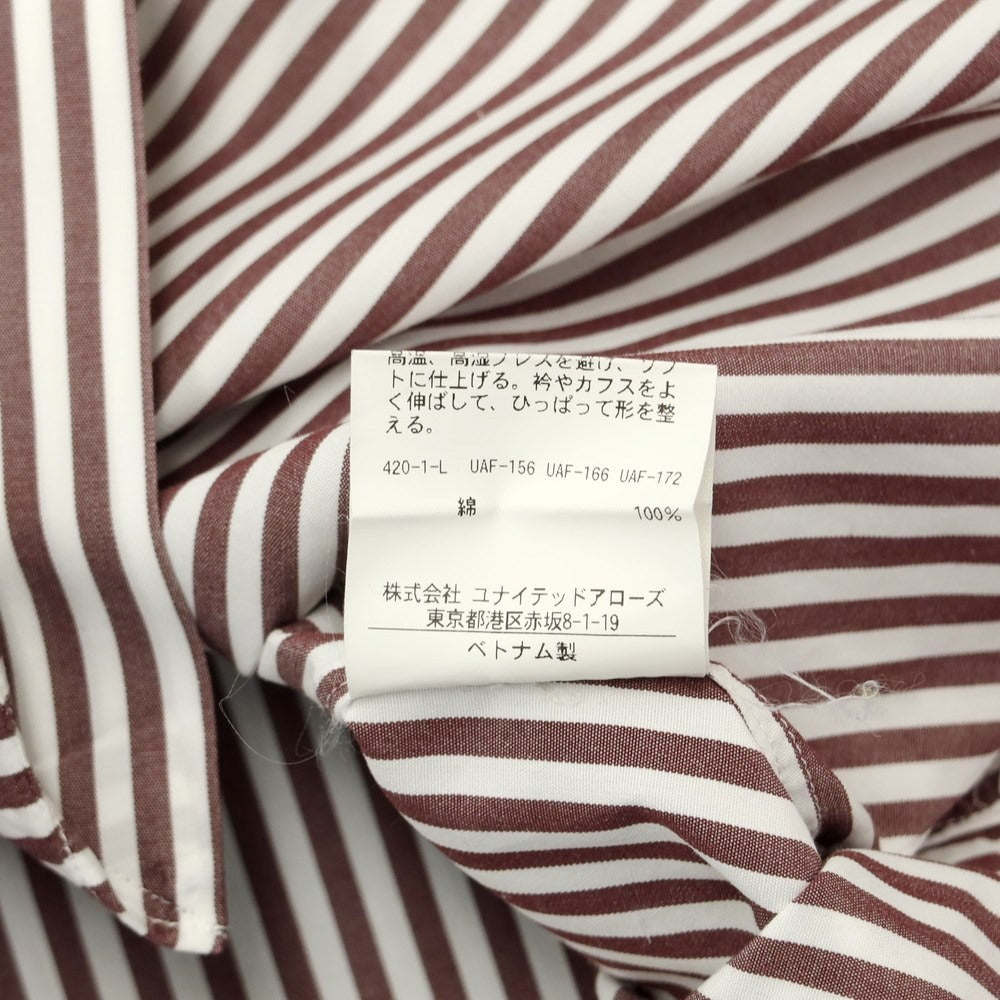 高温、高湿プレスを避け、ソフ
トに仕上げる。衿やカフスをよ
く伸ばして、ひっぱって形を整
える。
420-1-L UAF-156 UAF-166 UAF-172
綿 100%
株式会社 ユナイテッドアローズ
東京都港区赤坂8-1-19
ベトナム製